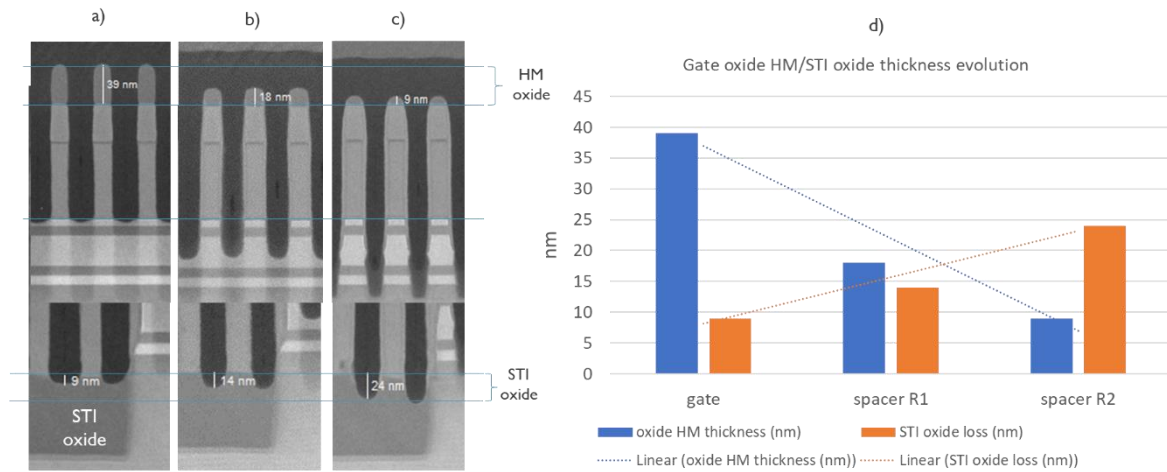 a)
b)
c)
39 nm
18 nm
9 nm
HM
oxide
9 nm
14 nm
24 nm
STI
oxide
STI
oxide
d)
Gate oxide HM/STI oxide thickness evolution
nm
45
40
35
30
25
20
15
10
5
0
gate
spacer R1
spacer R2
oxide HM thickness (nm)
STI oxide loss (nm)
Linear (oxide HM thickness (nm))
Linear (STI oxide loss (nm))